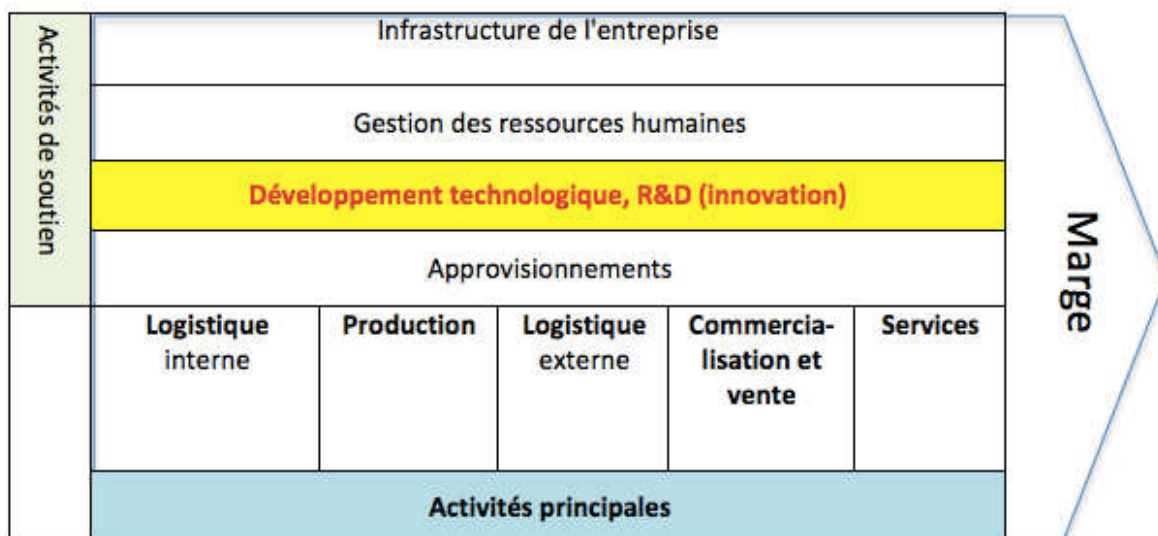 Activités de soutien
Infrastructure de l'entreprise
Gestion des ressources humaines
Développement technologique, R&D (innovation)
Approvisionnements
Logistique
interne
Production
Logistique
externe
Commercia-
lisation et
vente
Services
Activités principales
Marge